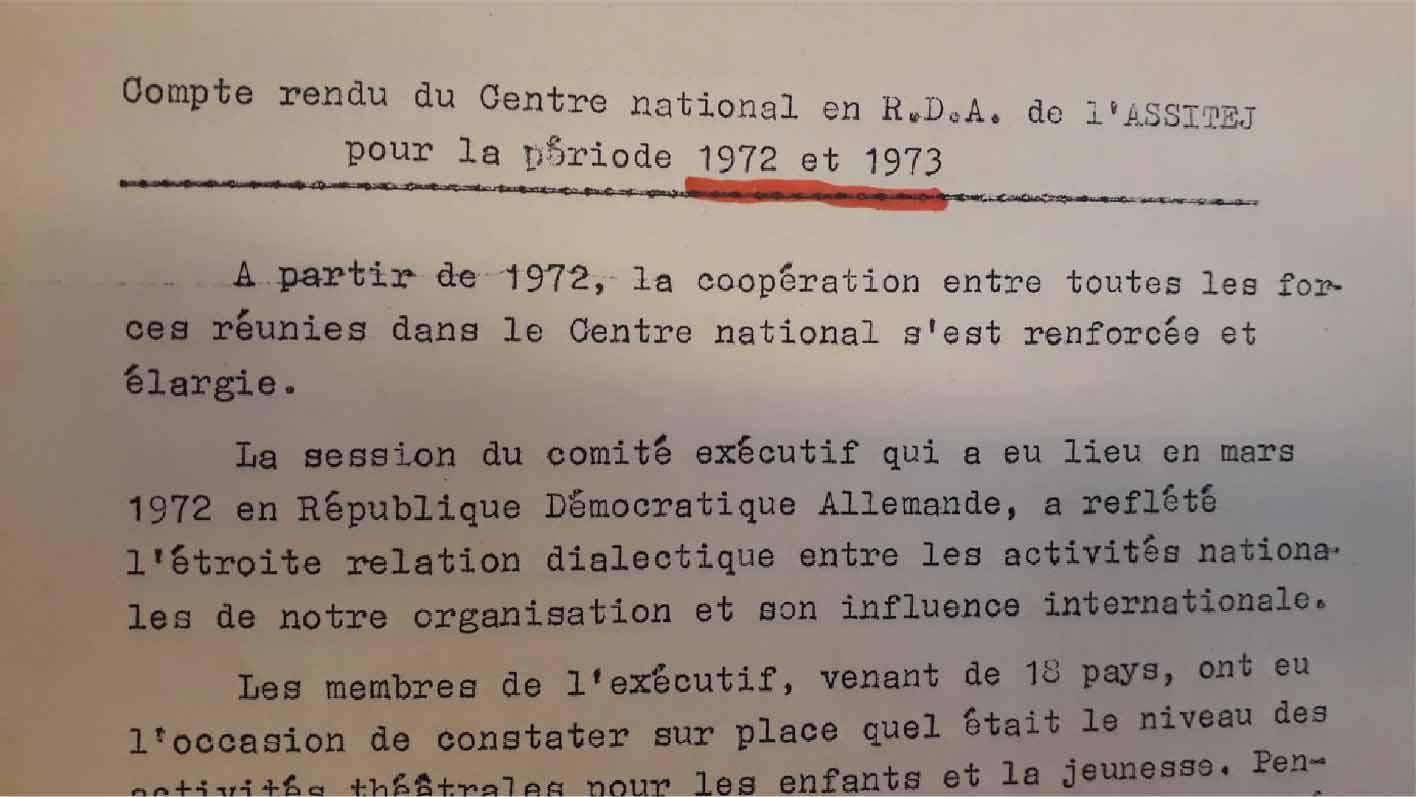 Compte rendu du Centre national en R.D.A. de l'ASSITEJ
pour la période 1972 et 1973
A partir de 1972, la coopération entre toutes les for-
ces réunies dans le Centre national s'est renforcée et
élargie.
La session du comité exécutif qui a eu lieu en mars
1972 en République Démocratique Allemande, a reflété
l'étroite relation dialectique entre les activités nationa-
les de notre organisation et son influence internationale.
Les membres de l'exécutif, venant de 18 pays, ont eu
l'occasion de constater sur place quel était le niveau des
activités théâtrales pour les enfants et la jeunesse. Pen-